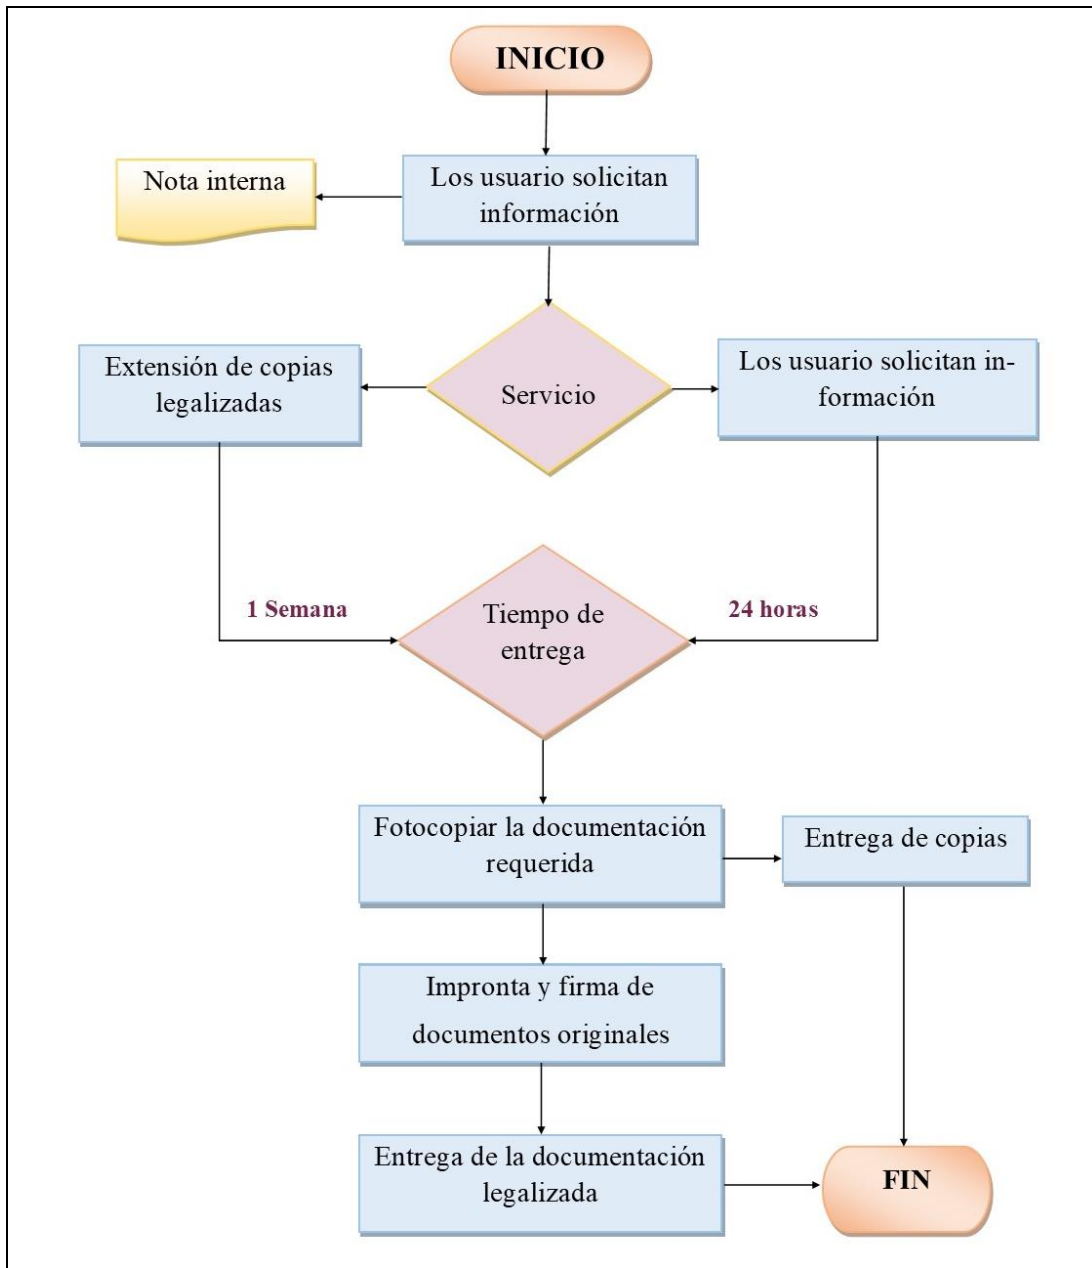 INICIO
Nota interna
Los usuario solicitan
información
Extensión de copias
legalizadas
Servicio
Los usuario solicitan in-
formación
1 Semana
Tiempo de
entrega
24 horas
Fotocopiar la documentación
requerida
Entrega de copias
Impronta y firma de
documentos originales
Entrega de la documentación
legalizada
FIN